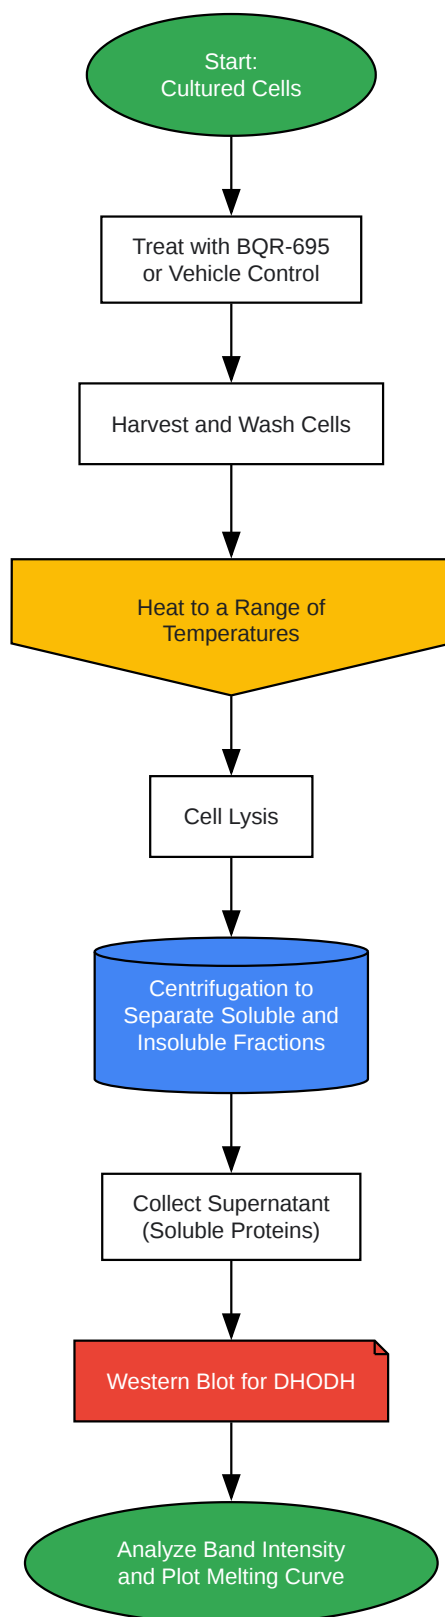 Start:
Cultured Cells
Treat with BQR-695
or Vehicle Control
Harvest and Wash Cells
Heat to a Range of
Temperatures
Cell Lysis
Centrifugation to
Separate Soluble and
Insoluble Fractions
Collect Supernatant
(Soluble Proteins)
Western Blot for DHODH
Analyze Band Intensity
and Plot Melting Curve